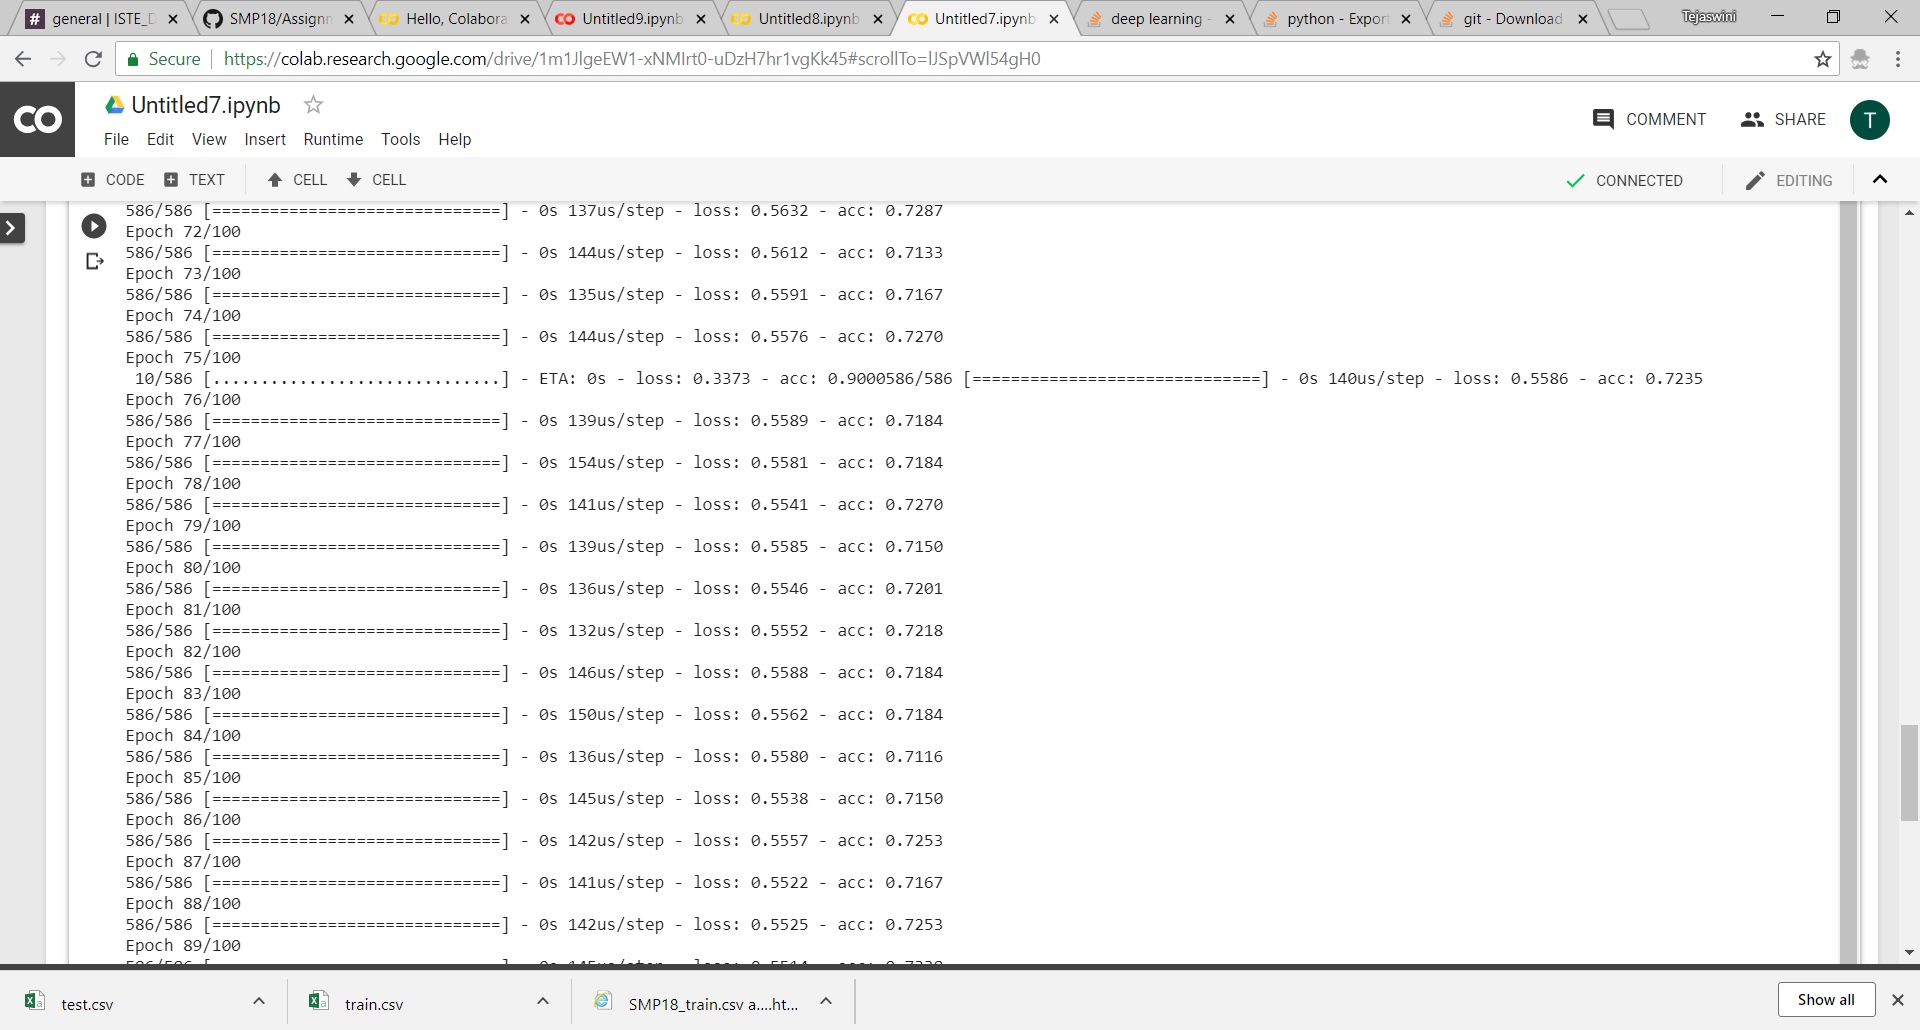 general | ISTE_D
SMP18/Assignm
Hello, Colabora
Untitled9.ipynb
Untitled8.ipynb
Untitled7.ipynb
deep learning -
python - Export
git - Download
Tejaswini
Secure https://colab.research.google.com/drive/1m1JlgeEW1-xNMIrt0-uDzH7hr1vgKk45#scrollTo=lJSpVWl54gH0
CO
Untitled7.ipynb
File Edit View Insert Runtime Tools Help
COMMENT SHARE T
CODE TEXT CELL CELL
CONNECTED EDITING
586/586 [==============================] - 0s 137us/step - loss: 0.5632 - acc: 0.7287
Epoch 72/100
586/586 [==============================] - 0s 144us/step - loss: 0.5612 - acc: 0.7133
Epoch 73/100
586/586 [==============================] - 0s 135us/step - loss: 0.5591 - acc: 0.7167
Epoch 74/100
586/586 [==============================] - 0s 144us/step - loss: 0.5576 - acc: 0.7270
Epoch 75/100
10/586 [..............................] - ETA: 0s - loss: 0.3373 - acc: 0.9000586/586 [==============================] - 0s 140us/step - loss: 0.5586 - acc: 0.7235
Epoch 76/100
586/586 [==============================] - 0s 139us/step - loss: 0.5589 - acc: 0.7184
Epoch 77/100
586/586 [==============================] - 0s 154us/step - loss: 0.5581 - acc: 0.7184
Epoch 78/100
586/586 [==============================] - 0s 141us/step - loss: 0.5541 - acc: 0.7270
Epoch 79/100
586/586 [==============================] - 0s 139us/step - loss: 0.5585 - acc: 0.7150
Epoch 80/100
586/586 [==============================] - 0s 136us/step - loss: 0.5546 - acc: 0.7201
Epoch 81/100
586/586 [==============================] - 0s 132us/step - loss: 0.5552 - acc: 0.7218
Epoch 82/100
586/586 [==============================] - 0s 146us/step - loss: 0.5588 - acc: 0.7184
Epoch 83/100
586/586 [==============================] - 0s 150us/step - loss: 0.5562 - acc: 0.7184
Epoch 84/100
586/586 [==============================] - 0s 136us/step - loss: 0.5580 - acc: 0.7116
Epoch 85/100
586/586 [==============================] - 0s 145us/step - loss: 0.5538 - acc: 0.7150
Epoch 86/100
586/586 [==============================] - 0s 142us/step - loss: 0.5557 - acc: 0.7253
Epoch 87/100
586/586 [==============================] - 0s 141us/step - loss: 0.5522 - acc: 0.7167
Epoch 88/100
586/586 [==============================] - 0s 142us/step - loss: 0.5525 - acc: 0.7253
Epoch 89/100
test.csv
train.csv
SMP18_train.csv a....ht...
Show all